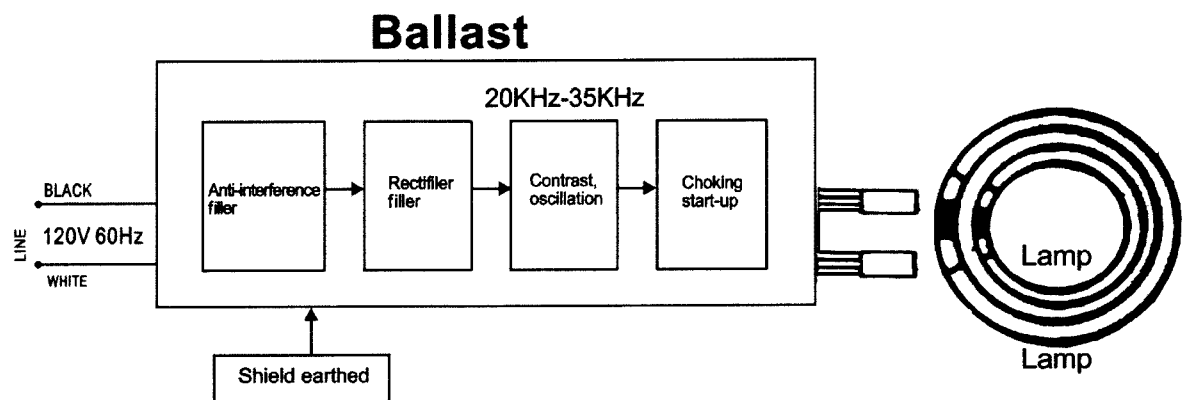 Ballast
20KHz-35KHz
BLACK
LINE
120V 60Hz
WHITE
Anti-interference
filler
Rectifiler
filler
Contrast,
oscillation
Choking
start-up
Lamp
Lamp
Shield earthed